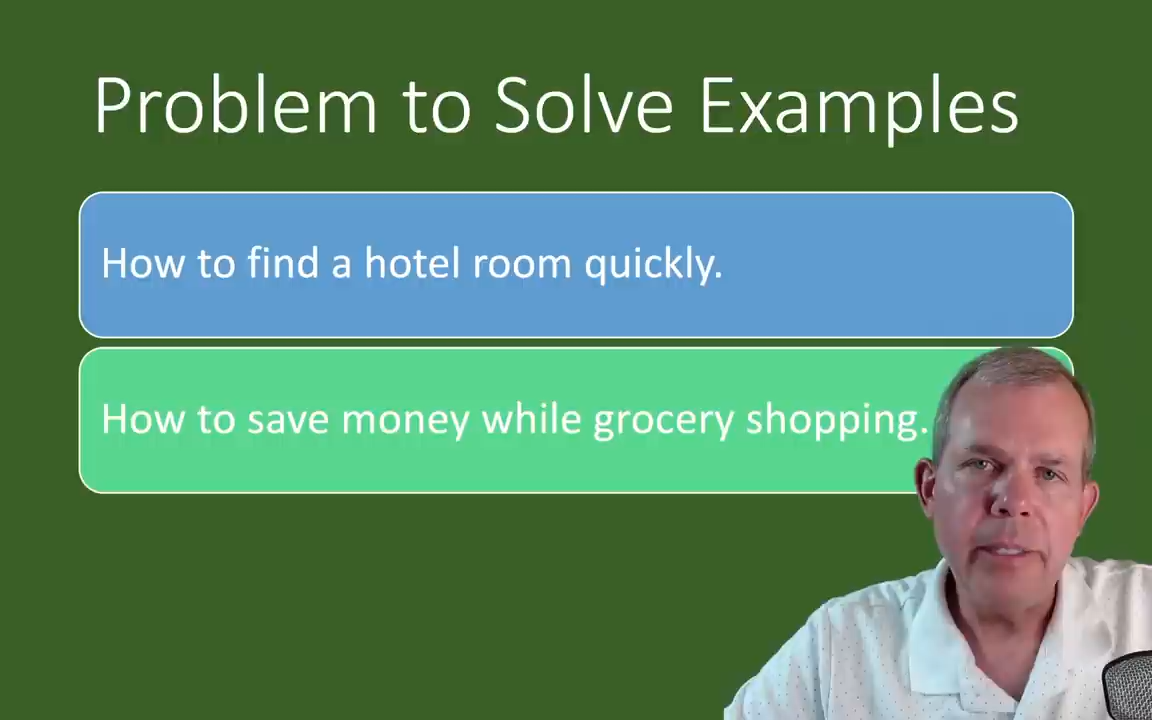 Problem to Solve Examples
How to find a hotel room quickly.
How to save money while grocery shopping.